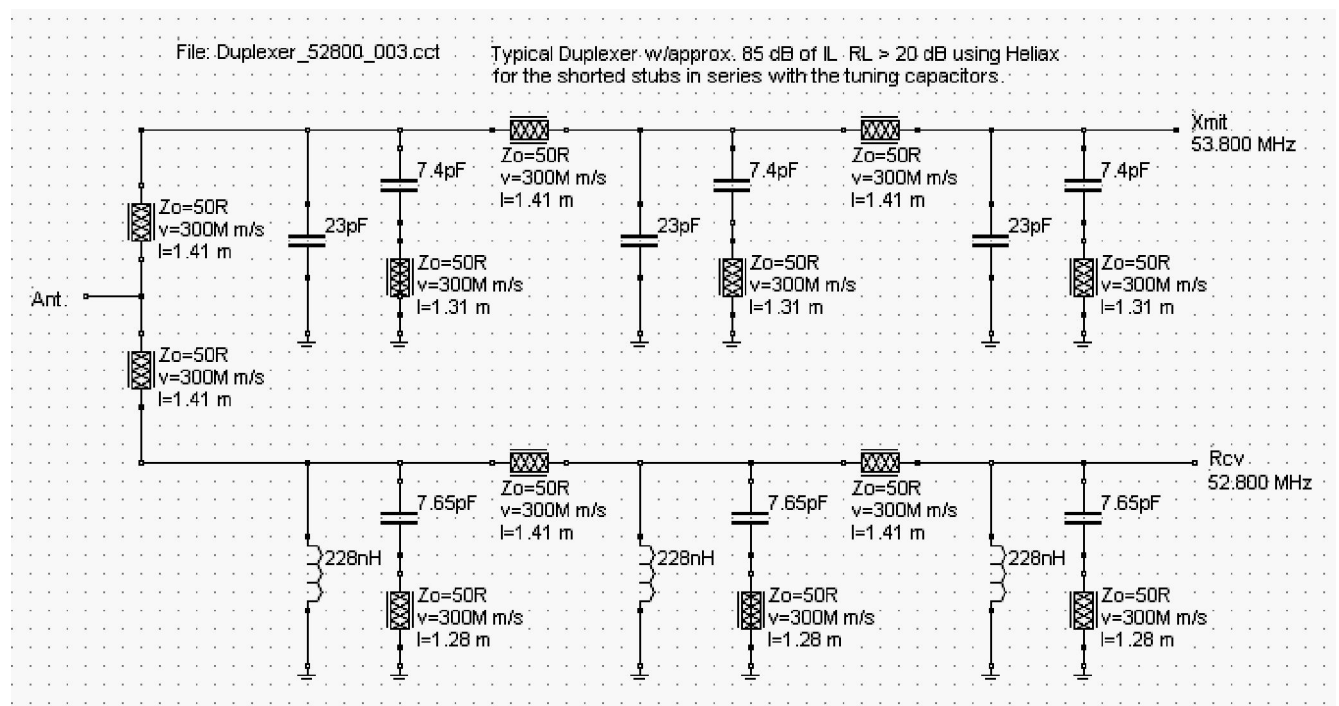 File: Duplexer_52800_003.cct
Typical Duplexer w/approx. 85 dB of IL RL > 20 dB using Heliax
for the shorted stubs in series with the tuning capacitors.
Xmit
53.800 MHz
Zo=50R
v=300M m/s
l=1.41 m
Zo=50R
v=300M m/s
l=1.41 m
7.4pF
7.4pF
7.4pF
Zo=50R
v=300M m/s
l=1.41 m
23pF
23pF
23pF
Zo=50R
v=300M m/s
l=1.31 m
Zo=50R
v=300M m/s
l=1.31 m
Zo=50R
v=300M m/s
l=1.31 m
Ant.
Zo=50R
v=300M m/s
l=1.41 m
Rcv
52.800 MHz
Zo=50R
v=300M m/s
l=1.41 m
Zo=50R
v=300M m/s
l=1.41 m
7.65pF
7.65pF
7.65pF
228nH
228nH
228nH
Zo=50R
v=300M m/s
l=1.28 m
Zo=50R
v=300M m/s
l=1.28 m
Zo=50R
v=300M m/s
l=1.28 m